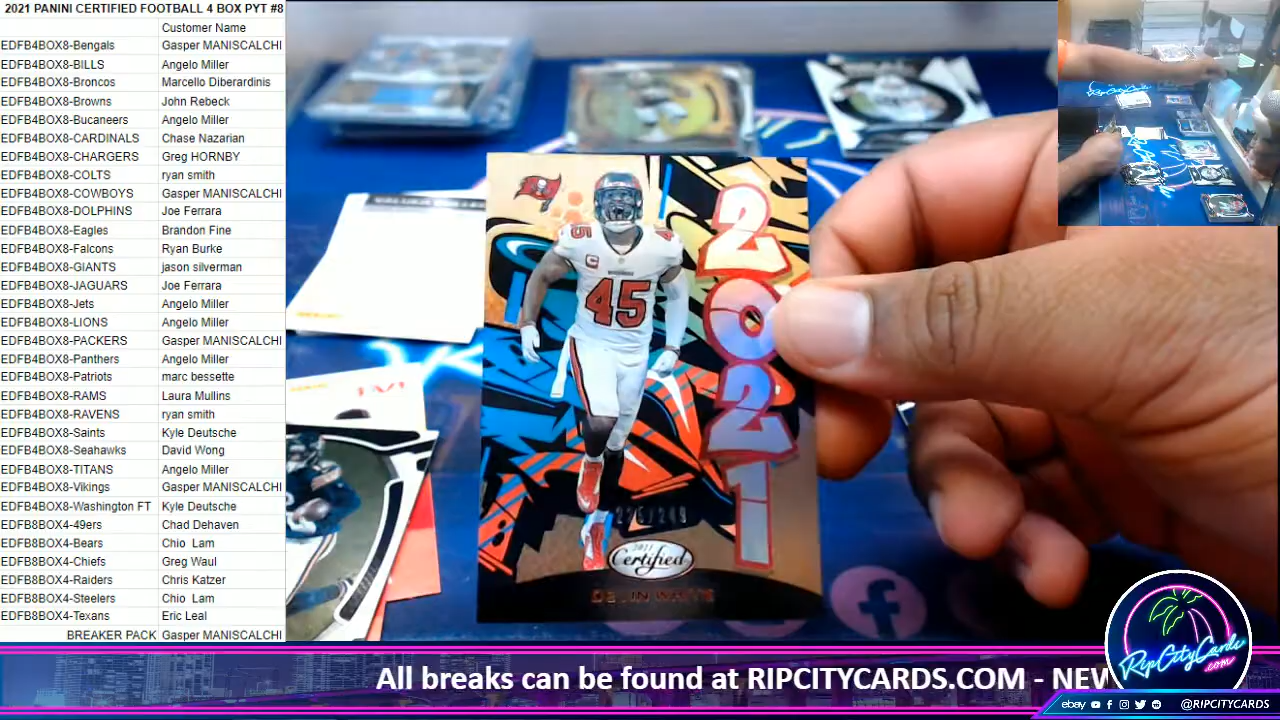 2021 PANINI CERTIFIED FOOTBALL 4 BOX PYT #8
Customer Name
EDFB4BOX8-Bengals Gasper MANISCALCHI
EDFB4BOX8-BILLS Angelo Miller
EDFB4BOX8-Broncos Marcello Diberardinis
EDFB4BOX8-Browns John Rebeck
EDFB4BOX8-Bucaneers Angelo Miller
EDFB4BOX8-CARDINALS Chase Nazarian
EDFB4BOX8-CHARGERS Greg HORNBY
EDFB4BOX8-COLTS ryan smith
EDFB4BOX8-COWBOYS Gasper MANISCALCHI
EDFB4BOX8-DOLPHINS Joe Ferrara
EDFB4BOX8-Eagles Brandon Fine
EDFB4BOX8-Falcons Ryan Burke
EDFB4BOX8-GIANTS jason silverman
EDFB4BOX8-JAGUARS Joe Ferrara
EDFB4BOX8-Jets Angelo Miller
EDFB4BOX8-LIONS Angelo Miller
EDFB4BOX8-PACKERS Gasper MANISCALCHI
EDFB4BOX8-Panthers Angelo Miller
EDFB4BOX8-Patriots marc bessette
EDFB4BOX8-RAMS Laura Mullins
EDFB4BOX8-RAVENS ryan smith
EDFB4BOX8-Saints Kyle Deutsche
EDFB4BOX8-Seahawks David Wong
EDFB4BOX8-TITANS Angelo Miller
EDFB4BOX8-Vikings Gasper MANISCALCHI
EDFB4BOX8-Washington FT Kyle Deutsche
EDFB8BOX4-49ers Chad Dehaven
EDFB8BOX4-Bears Chio Lam
EDFB8BOX4-Chiefs Greg Waul
EDFB8BOX4-Raiders Chris Katzer
EDFB8BOX4-Steelers Chio Lam
EDFB8BOX4-Texans Eric Leal
BREAKER PACK Gasper MANISCALCHI
2021
45
45
C
2021
Certified
DEVIN WHITE
All breaks can be found at RIPCITYCARDS.COM - NEW
RipCityCards
.com
ebay @RIPCITYCARDS